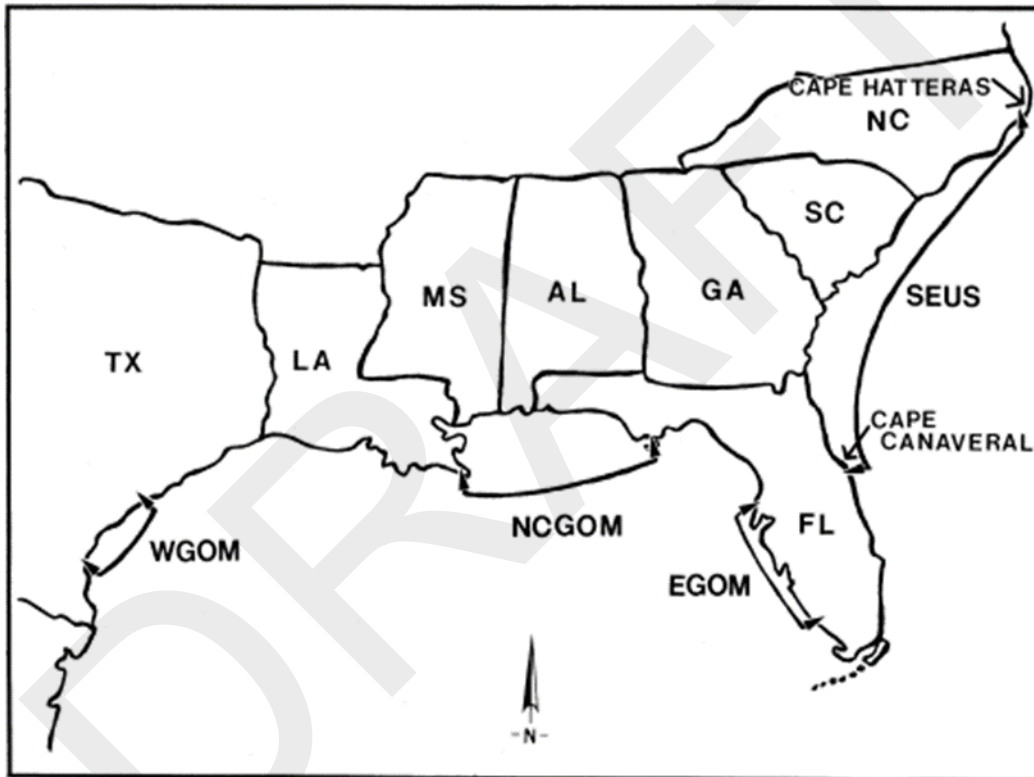 CAPE HATTERAS
NC
SC
MS
AL
GA
SEUS
TX
LA
CAPE
CANAVERAL
NCGOM
FL
WGOM
EGOM
-N-
DRAFT